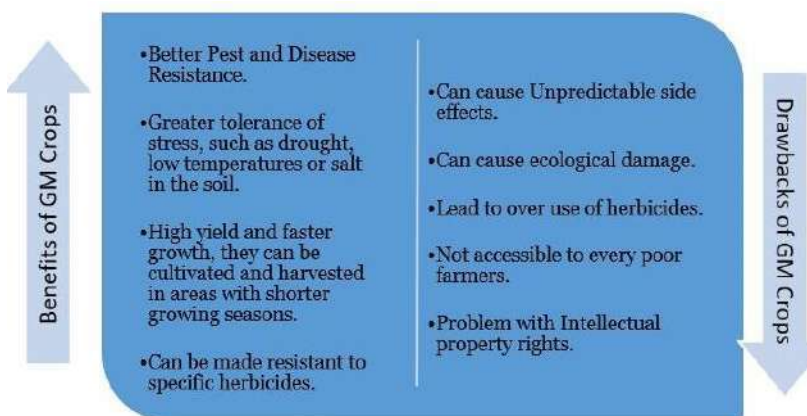 Benefits of GM Crops
•Better Pest and Disease
Resistance.
•Greater tolerance of
stress, such as drought,
low temperatures or salt
in the soil.
•High yield and faster
growth, they can be
cultivated and harvested
in areas with shorter
growing seasons.
•Can be made resistant to
specific herbicides.
•Can cause Unpredictable side
effects.
•Can cause ecological damage.
•Lead to over use of herbicides.
•Not accessible to every poor
farmers.
•Problem with Intellectual
property rights.
Drawbacks of GM Crops